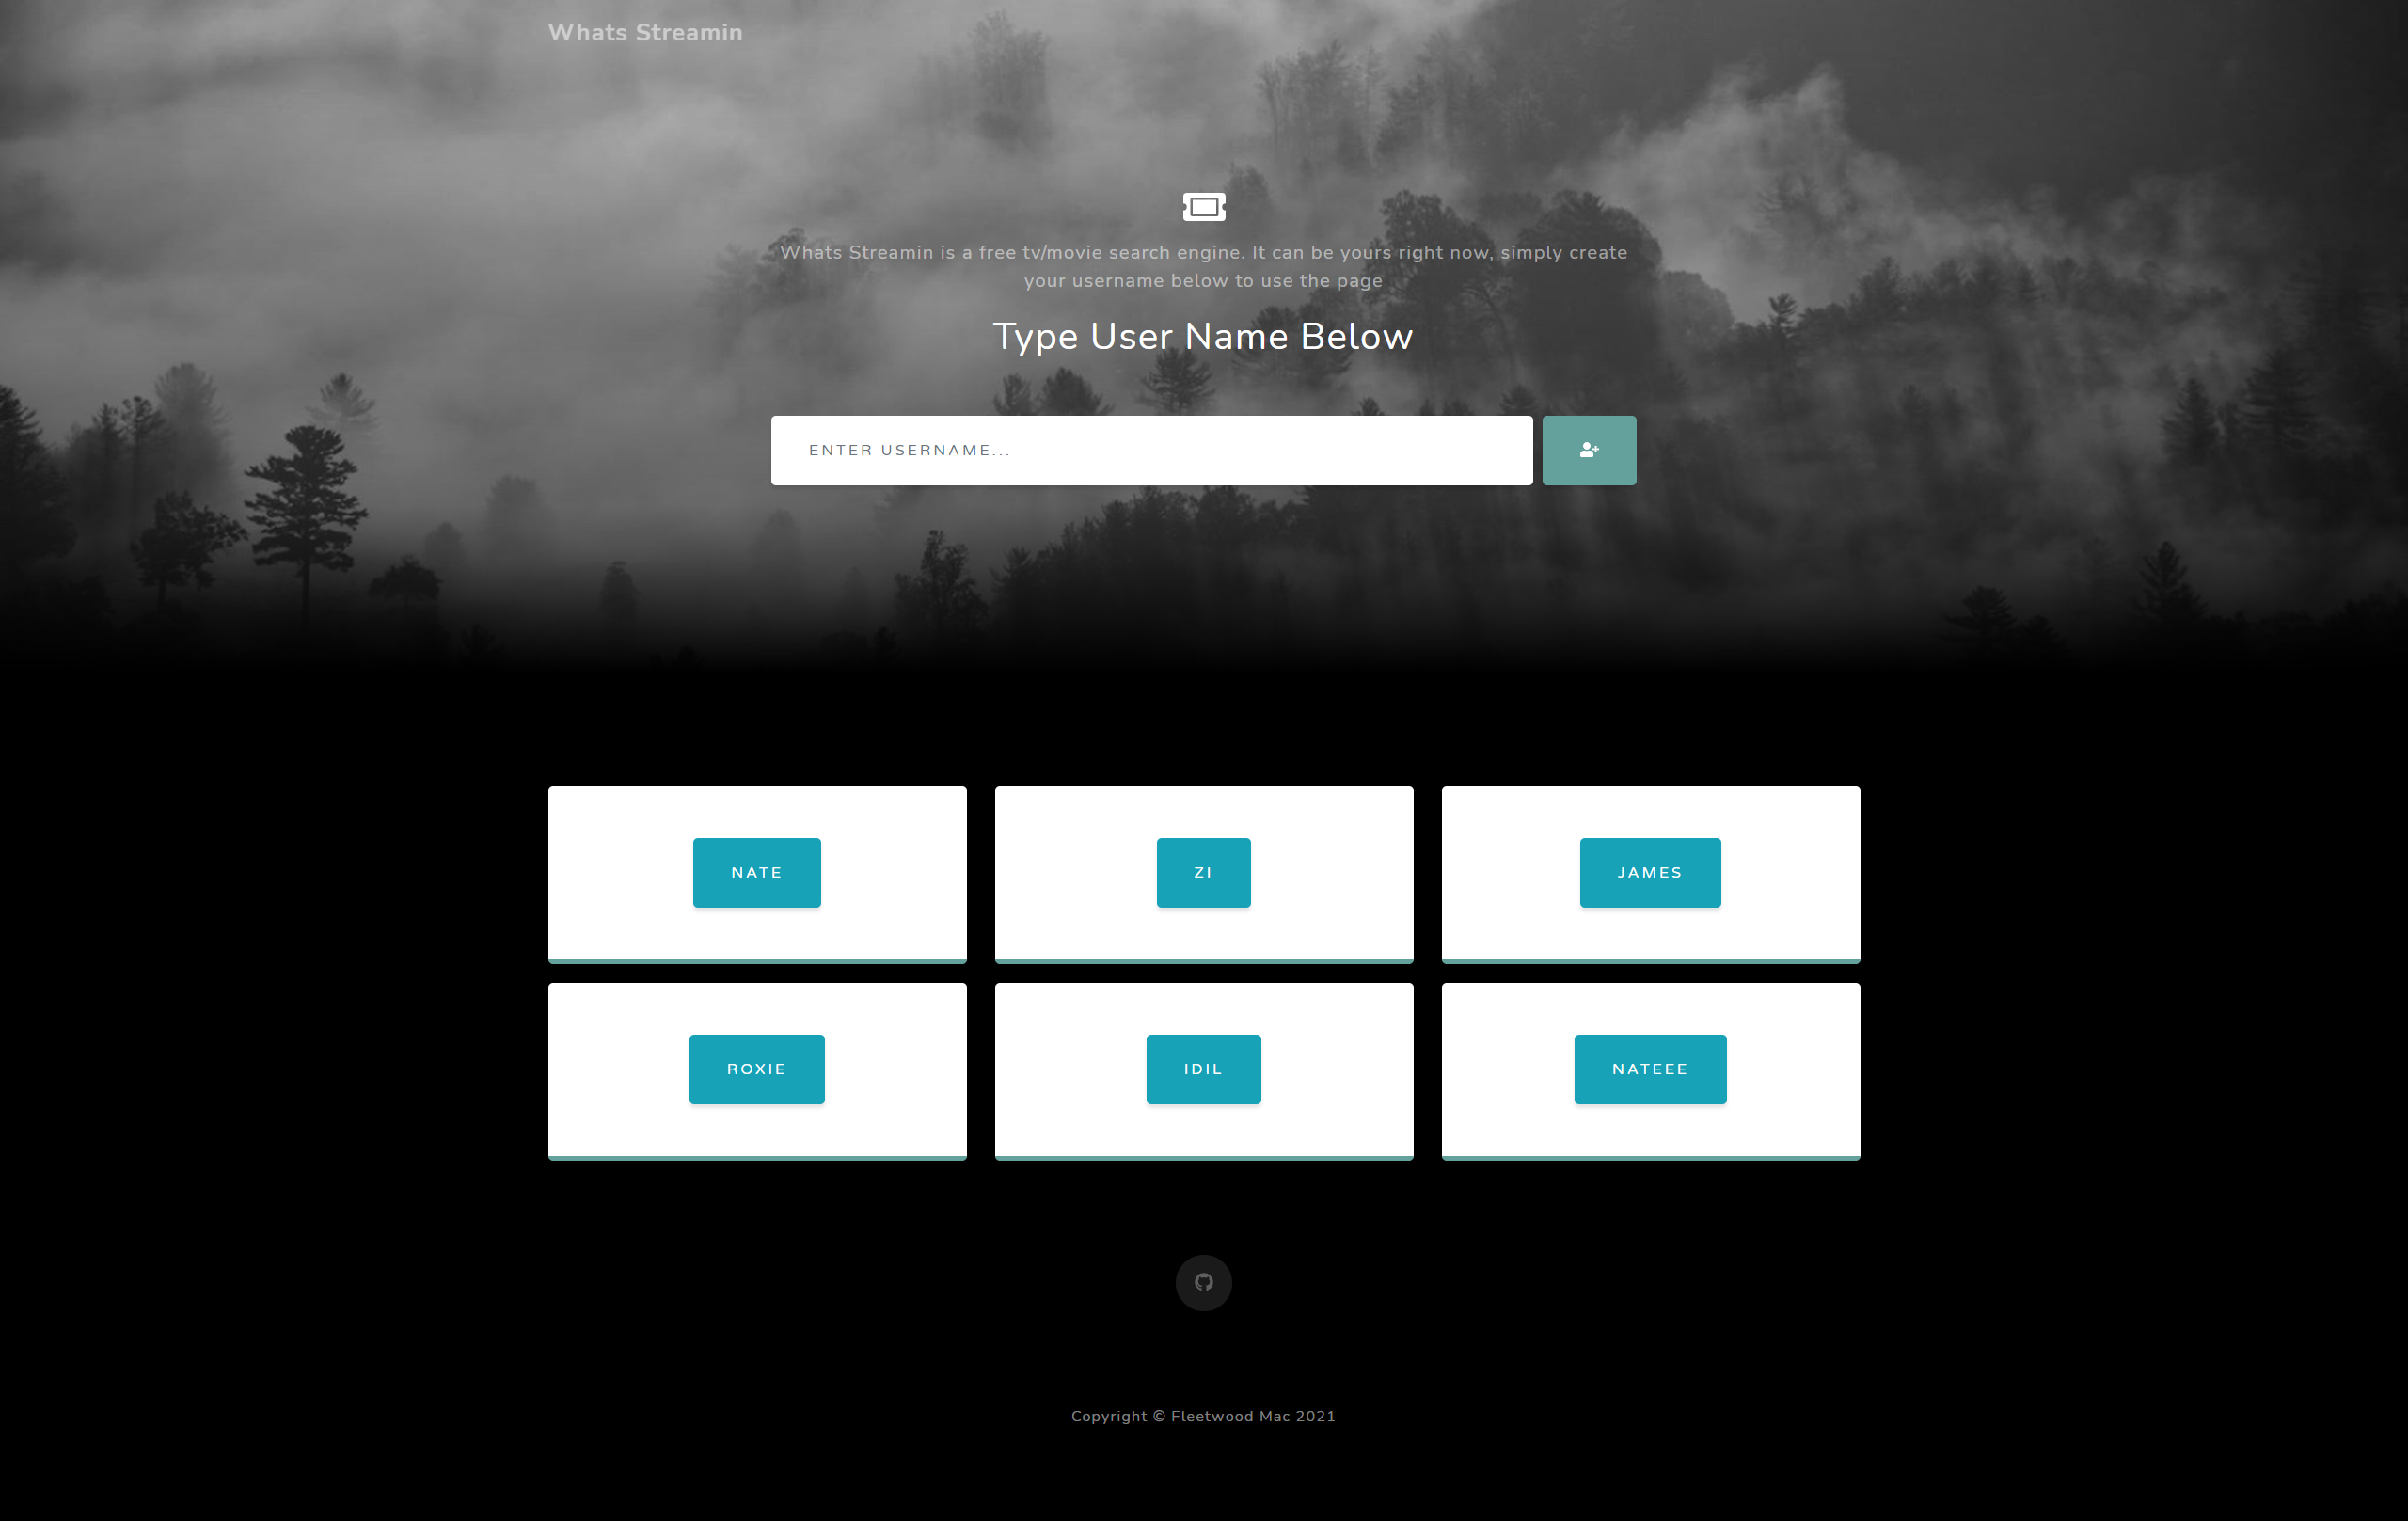 Whats Streamin
Whats Streamin is a free tv/movie search engine. It can be yours right now, simply create
your username below to use the page
Type User Name Below
ENTER USERNAME...
NATE
ZI
JAMES
ROXIE
IDIL
NATEEE
Copyright © Fleetwood Mac 2021